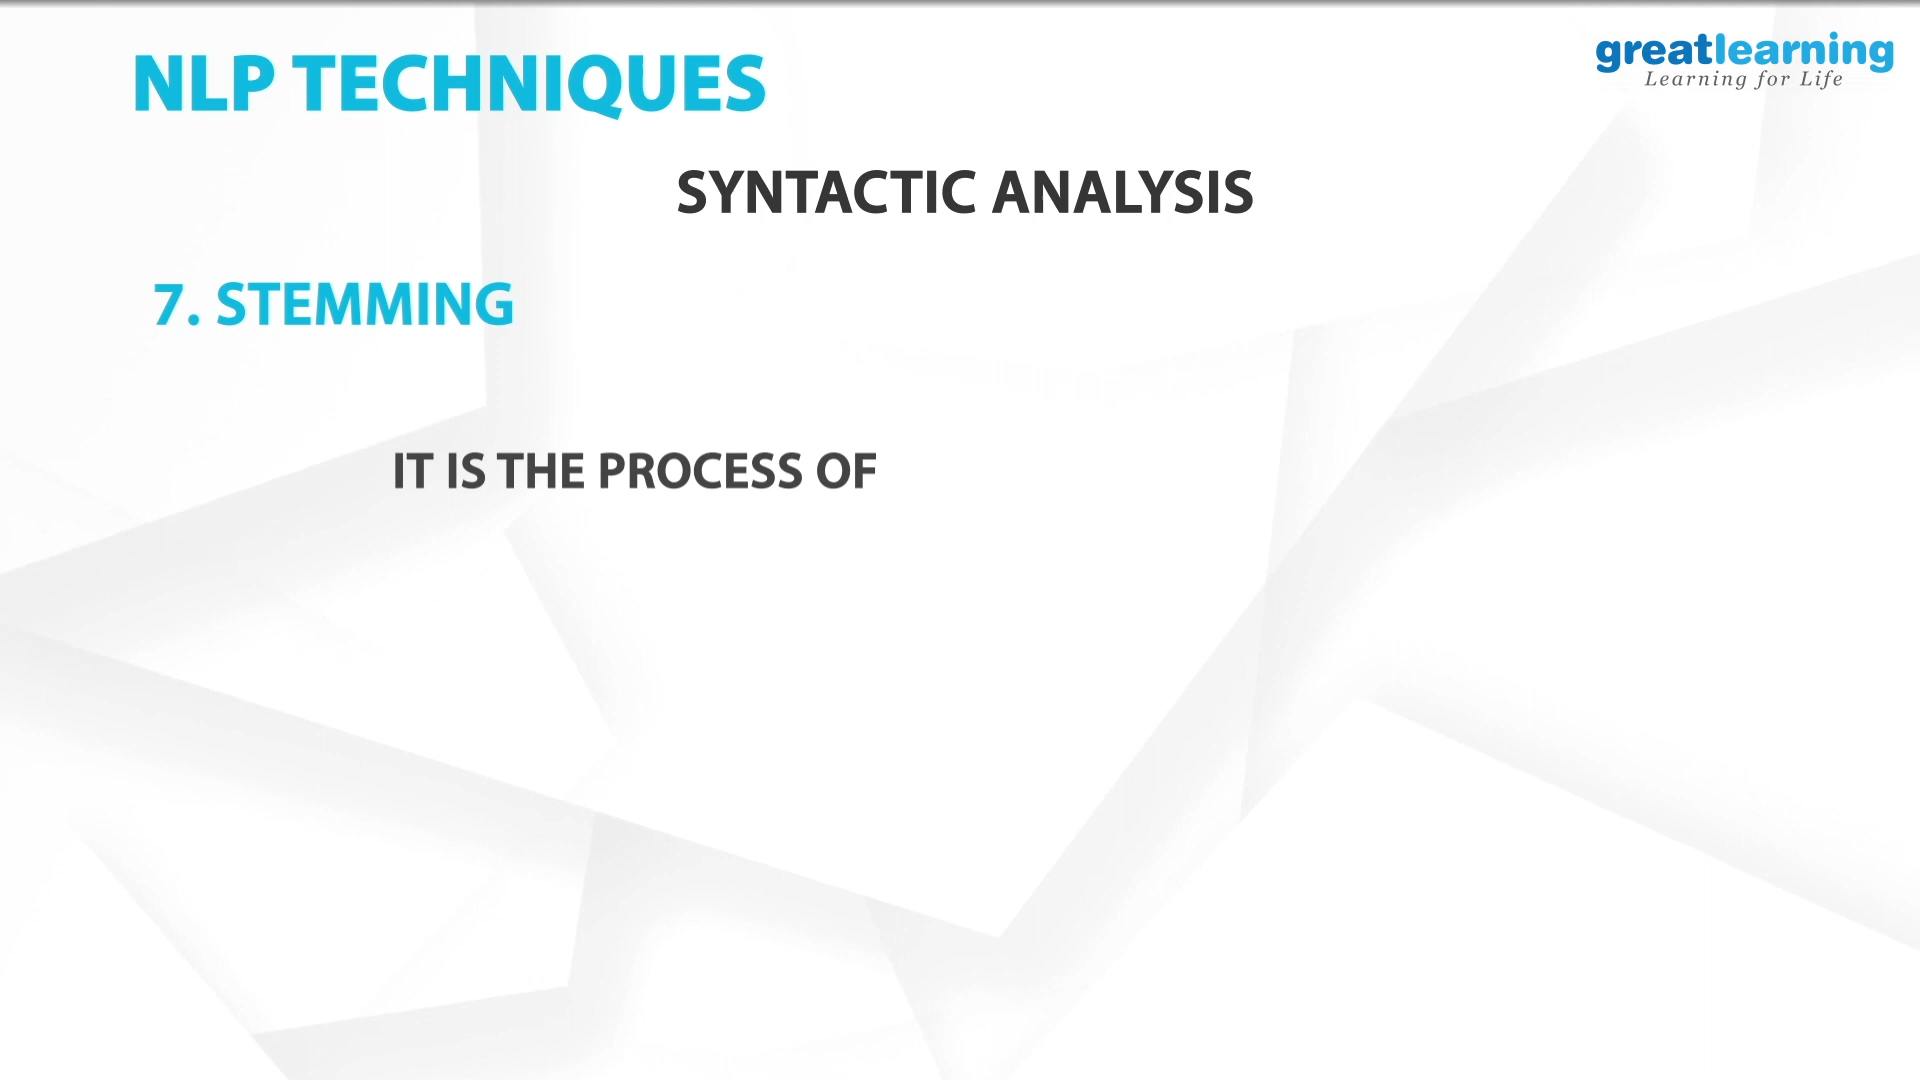 NLP TECHNIQUES
greatlearning
Learning for Life
SYNTACTIC ANALYSIS
7. STEMMING
IT IS THE PROCESS OF